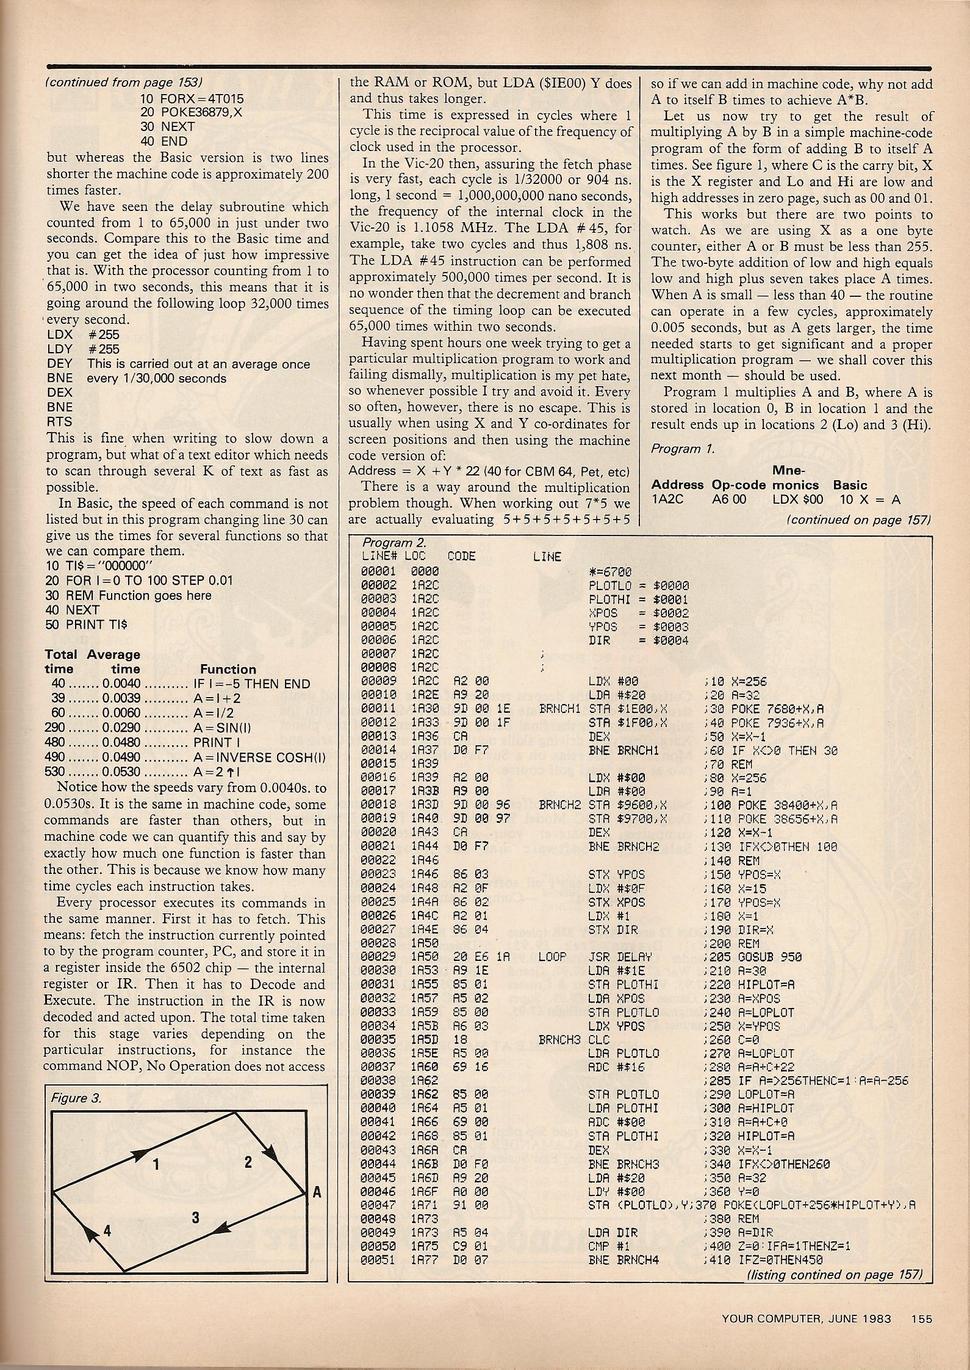 (continued from page 153)
10 FORX=4TO15
20 POKE36879,X
30 NEXT
40 END
but whereas the Basic version is two lines
shorter the machine code is approximately 200
times faster.
We have seen the delay subroutine which
counted from 1 to 65,000 in just under two
seconds. Compare this to the Basic time and
you can get the idea of just how impressive
that is. With the processor counting from 1 to
65,000 in two seconds, this means that it is
going around the following loop 32,000 times
every second.
LDX #255
LDY #255
DEY This is carried out at an average once
BNE every 1/30,000 seconds
DEX
BNE
RTS
This is fine when writing to slow down a
program, but what of a text editor which needs
to scan through several K of text as fast as
possible.
In Basic, the speed of each command is not
listed but in this program changing line 30 can
give us the times for several functions so that
we can compare them.
10 TI$="000000"
20 FOR I=0 TO 100 STEP 0.01
30 REM Function goes here
40 NEXT
50 PRINT TI$
Total Average
time time Function
40 ....... 0.0040 .......... IF I=-5 THEN END
39 ....... 0.0039 .......... A=I+2
60 ....... 0.0060 .......... A=I/2
290 ....... 0.0290 .......... A=SIN(I)
480 ....... 0.0480 .......... PRINT I
490 ....... 0.0490 .......... A=INVERSE COSH(I)
530 ....... 0.0530 .......... A=2↑I
Notice how the speeds vary from 0.0040s. to
0.0530s. It is the same in machine code, some
commands are faster than others, but in
machine code we can quantify this and say by
exactly how much one function is faster than
the other. This is because we know how many
time cycles each instruction takes.
Every processor executes its commands in
the same manner. First it has to fetch. This
means: fetch the instruction currently pointed
to by the program counter, PC, and store it in
a register inside the 6502 chip — the internal
register or IR. Then it has to Decode and
Execute. The instruction in the IR is now
decoded and acted upon. The total time taken
for this stage varies depending on the
particular instructions, for instance the
command NOP, No Operation does not access
Figure 3.
1
2
A
3
4
the RAM or ROM, but LDA ($IE00) Y does
and thus takes longer.
This time is expressed in cycles where 1
cycle is the reciprocal value of the frequency of
clock used in the processor.
In the Vic-20 then, assuring the fetch phase
is very fast, each cycle is 1/32000 or 904 ns.
long, 1 second = 1,000,000,000 nano seconds,
the frequency of the internal clock in the
Vic-20 is 1.1058 MHz. The LDA #45, for
example, take two cycles and thus 1,808 ns.
The LDA #45 instruction can be performed
approximately 500,000 times per second. It is
no wonder then that the decrement and branch
sequence of the timing loop can be executed
65,000 times within two seconds.
Having spent hours one week trying to get a
particular multiplication program to work and
failing dismally, multiplication is my pet hate,
so whenever possible I try and avoid it. Every
so often, however, there is no escape. This is
usually when using X and Y co-ordinates for
screen positions and then using the machine
code version of:
Address = X +Y * 22 (40 for CBM 64, Pet, etc)
There is a way around the multiplication
problem though. When working out 7*5 we
are actually evaluating 5+5+5+5+5+5+5
so if we can add in machine code, why not add
A to itself B times to achieve A*B.
Let us now try to get the result of
multiplying A by B in a simple machine-code
program of the form of adding B to itself A
times. See figure 1, where C is the carry bit, X
is the X register and Lo and Hi are low and
high addresses in zero page, such as 00 and 01.
This works but there are two points to
watch. As we are using X as a one byte
counter, either A or B must be less than 255.
The two-byte addition of low and high equals
low and high plus seven takes place A times.
When A is small — less than 40 — the routine
can operate in a few cycles, approximately
0.005 seconds, but as A gets larger, the time
needed starts to get significant and a proper
multiplication program — we shall cover this
next month — should be used.
Program 1 multiplies A and B, where A is
stored in location 0, B in location 1 and the
result ends up in locations 2 (Lo) and 3 (Hi).
Program 1.
Mne-
Address Op-code monics Basic
1A2C A6 00 LDX $00 10 X = A
(continued on page 157)
Program 2.
LINE# LOC CODE LINE
00001 0000 *=6700
00002 1A2C PLOTLO = $0000
00003 1A2C PLOTHI = $0001
00004 1A2C XPOS = $0002
00005 1A2C YPOS = $0003
00006 1A2C DIR = $0004
00007 1A2C ;
00008 1A2C ;
00009 1A2C A2 00 LDX #00 ;10 X=256
00010 1A2E A9 20 LDA #$20 ;20 A=32
00011 1A30 9D 00 1E BRNCH1 STA $1E00,X ;30 POKE 7680+X,A
00012 1A33 9D 00 1F STA $1F00,X ;40 POKE 7936+X,A
00013 1A36 CA DEX ;50 X=X-1
00014 1A37 D0 F7 BNE BRNCH1 ;60 IF X<>0 THEN 30
00015 1A39 ;70 REM
00016 1A39 A2 00 LDX #$00 ;80 X=256
00017 1A3B A9 00 LDA #$00 ;90 A=1
00018 1A3D 9D 00 96 BRNCH2 STA $9600,X ;100 POKE 38400+X,A
00019 1A40 9D 00 97 STA $9700,X ;110 POKE 38656+X,A
00020 1A43 CA DEX ;120 X=X-1
00021 1A44 D0 F7 BNE BRNCH2 ;130 IFX<>0THEN 100
00022 1A46 ;140 REM
00023 1A46 86 03 STX YPOS ;150 YPOS=X
00024 1A48 A2 0F LDX #$0F ;160 X=15
00025 1A4A 86 02 STX XPOS ;170 YPOS=X
00026 1A4C A2 01 LDX #1 ;180 X=1
00027 1A4E 86 04 STX DIR ;190 DIR=X
00028 1A50 ;200 REM
00029 1A50 20 E6 1A LOOP JSR DELAY ;205 GOSUB 950
00030 1A53 A9 1E LDA #$1E ;210 A=30
00031 1A55 85 01 STA PLOTHI ;220 HIPLOT=A
00032 1A57 A5 02 LDA XPOS ;230 A=XPOS
00033 1A59 85 00 STA PLOTLO ;240 A=LOPLOT
00034 1A5B A6 03 LDX YPOS ;250 X=YPOS
00035 1A5D 18 BRNCH3 CLC ;260 C=0
00036 1A5E A5 00 LDA PLOTLO ;270 A=LOPLOT
00037 1A60 69 16 ADC #$16 ;280 A=A+C+22
00038 1A62 ;285 IF A=>256THENC=1:A=A-256
00039 1A62 85 00 STA PLOTLO ;290 LOPLOT=A
00040 1A64 A5 01 LDA PLOTHI ;300 A=HIPLOT
00041 1A66 69 00 ADC #$00 ;310 A=A+C+0
00042 1A68 85 01 STA PLOTHI ;320 HIPLOT=A
00043 1A6A CA DEX ;330 X=X-1
00044 1A6B D0 F0 BNE BRNCH3 ;340 IFX<>0THEN260
00045 1A6D A9 20 LDA #$20 ;350 A=32
00046 1A6F A0 00 LDY #$00 ;360 Y=0
00047 1A71 91 00 STA (PLOTLO),Y;370 POKE(LOPLOT+256*HIPLOT+Y),A
00048 1A73 ;380 REM
00049 1A73 A5 04 LDA DIR ;390 A=DIR
00050 1A75 C9 01 CMP #1 ;400 Z=0:IFA=1THENZ=1
00051 1A77 D0 07 BNE BRNCH4 ;410 IFZ=0THEN450
(listing contined on page 157)
YOUR COMPUTER, JUNE 1983 155